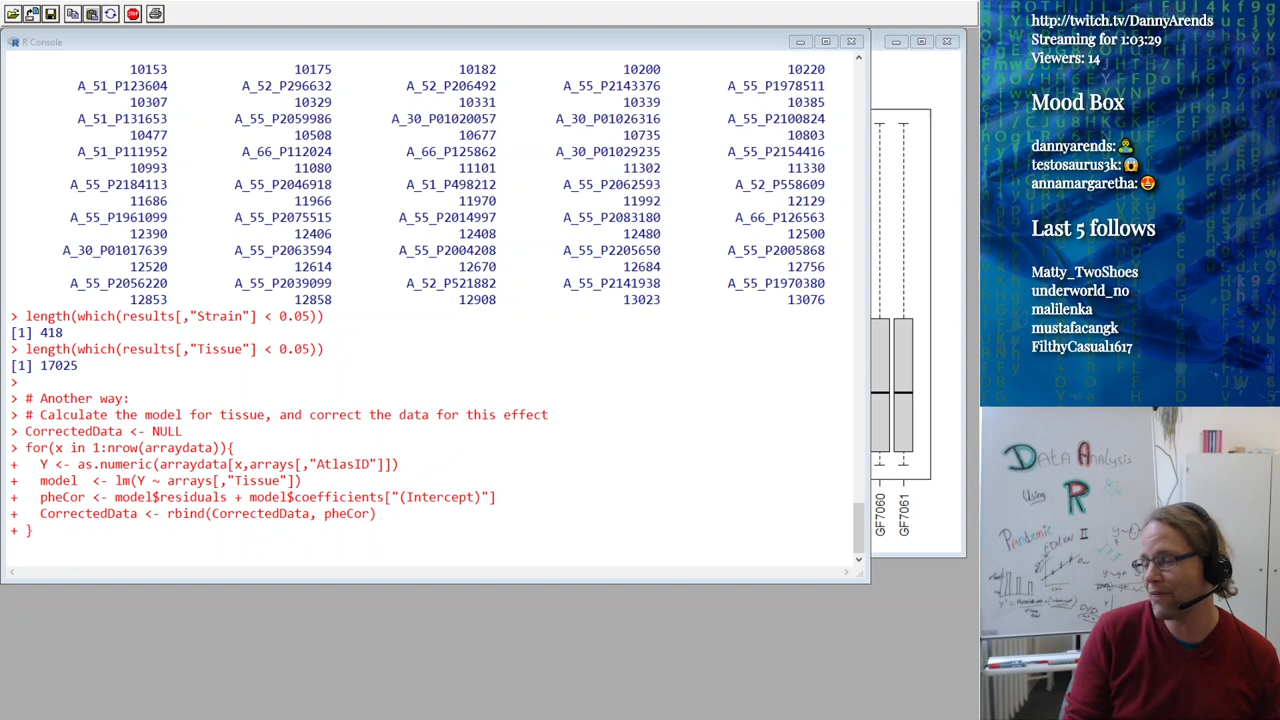 R Console
10153 10175 10182 10200 10220
A_51_P123604 A_52_P296632 A_52_P206492 A_55_P2143376 A_55_P1978511
10307 10329 10331 10339 10385
A_51_P131653 A_55_P2059986 A_30_P01020057 A_30_P01026316 A_55_P2100824
10477 10508 10677 10735 10803
A_51_P111952 A_66_P112024 A_66_P125862 A_30_P01029235 A_55_P2154416
10993 11080 11101 11302 11330
A_55_P2184113 A_55_P2046918 A_51_P498212 A_55_P2062593 A_52_P558609
11686 11966 11970 11992 12129
A_55_P1961099 A_55_P2075515 A_55_P2014997 A_55_P2083180 A_66_P126563
12390 12406 12408 12480 12500
A_30_P01017639 A_55_P2063594 A_55_P2004208 A_55_P2205650 A_55_P2005868
12520 12614 12670 12684 12756
A_55_P2056220 A_55_P2039099 A_52_P521882 A_55_P2141938 A_55_P1970380
12853 12858 12908 13023 13076
> length(which(results[,"Strain"] < 0.05))
[1] 418
> length(which(results[,"Tissue"] < 0.05))
[1] 17025
>
> # Another way:
> # Calculate the model for tissue, and correct the data for this effect
> CorrectedData <- NULL
> for(x in 1:nrow(arraydata)){
+   Y <- as.numeric(arraydata[x,arrays[,"AtlasID"]])
+   model  <- lm(Y ~ arrays[,"Tissue"])
+   pheCor <- model$residuals + model$coefficients["(Intercept)"]
+   CorrectedData <- rbind(CorrectedData, pheCor)
+ }
GF7060
GF7061
http://twitch.tv/DannyArends
Streaming for 1:03:29
Viewers: 14
Mood Box
dannyarends:
testosaurus3k:
annamargaretha:
Last 5 follows
Matty_TwoShoes
underworld_no
malilenka
mustafacangk
FilthyCasual1617
Data Analysis
Using
R
Pandemic
Edition II